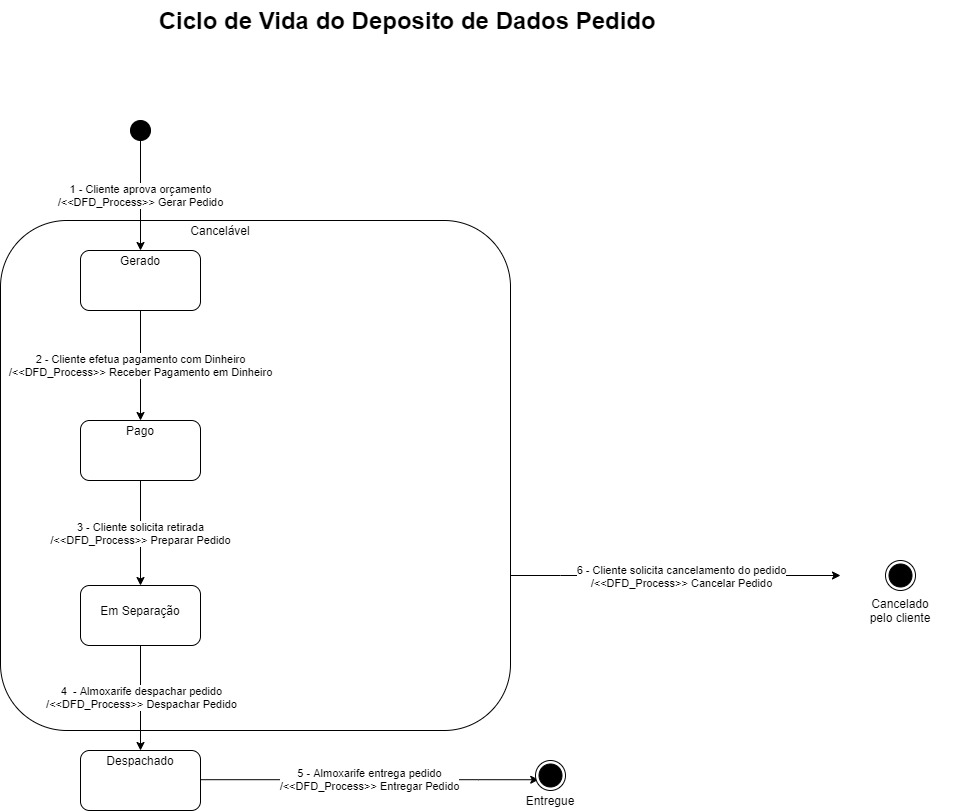 Ciclo de Vida do Deposito de Dados Pedido
1 - Cliente aprova orçamento
/<<DFD_Process>> Gerar Pedido
Cancelável
Gerado
2 - Cliente efetua pagamento com Dinheiro
/<<DFD_Process>> Receber Pagamento em Dinheiro
Pago
3 - Cliente solicita retirada
/<<DFD_Process>> Preparar Pedido
6 - Cliente solicita cancelamento do pedido
/<<DFD_Process>> Cancelar Pedido
Cancelado
pelo cliente
Em Separação
4 - Almoxarife despachar pedido
/<<DFD_Process>> Despachar Pedido
Despachado
5 - Almoxarife entrega pedido
/<<DFD_Process>> Entregar Pedido
Entregue